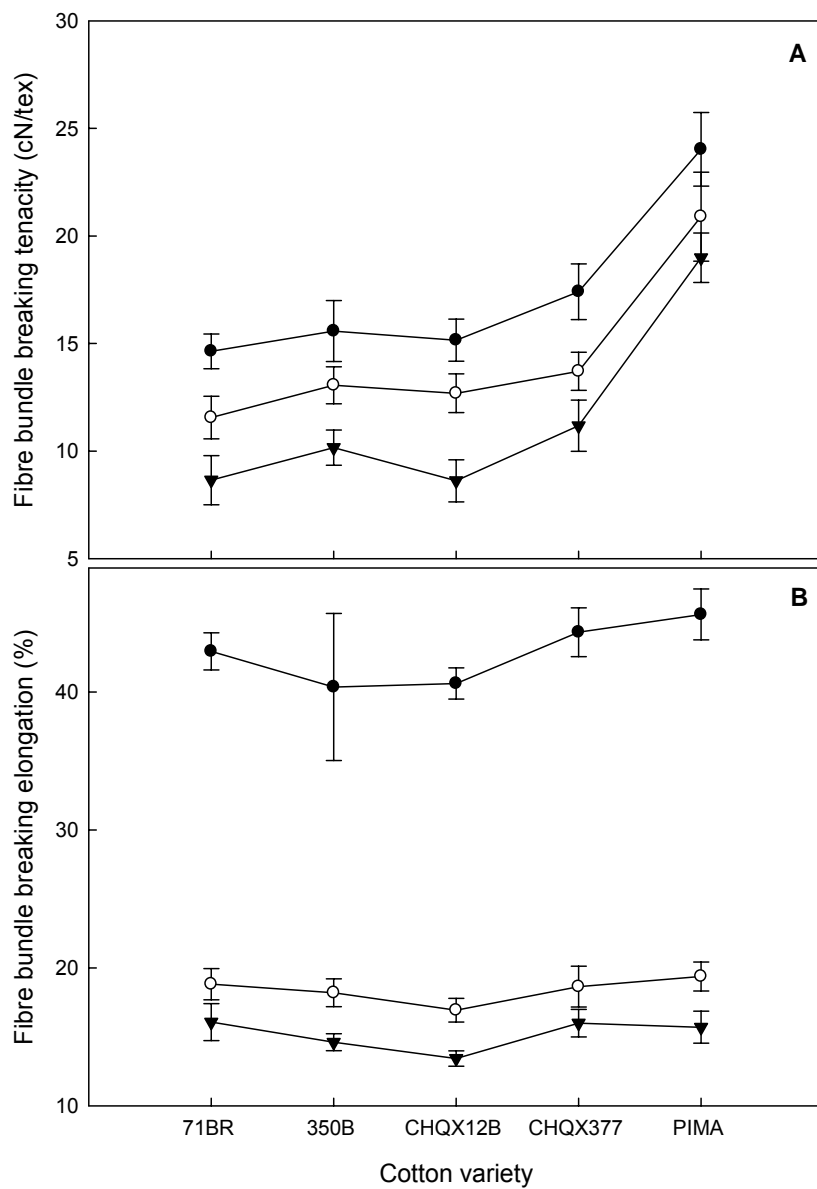 30
A
25
20
15
10
5
Fibre bundle breaking tenacity (cN/tex)
B
40
30
20
10
Fibre bundle breaking elongation (%)
71BR 350B CHQX12B CHQX377 PIMA
Cotton variety